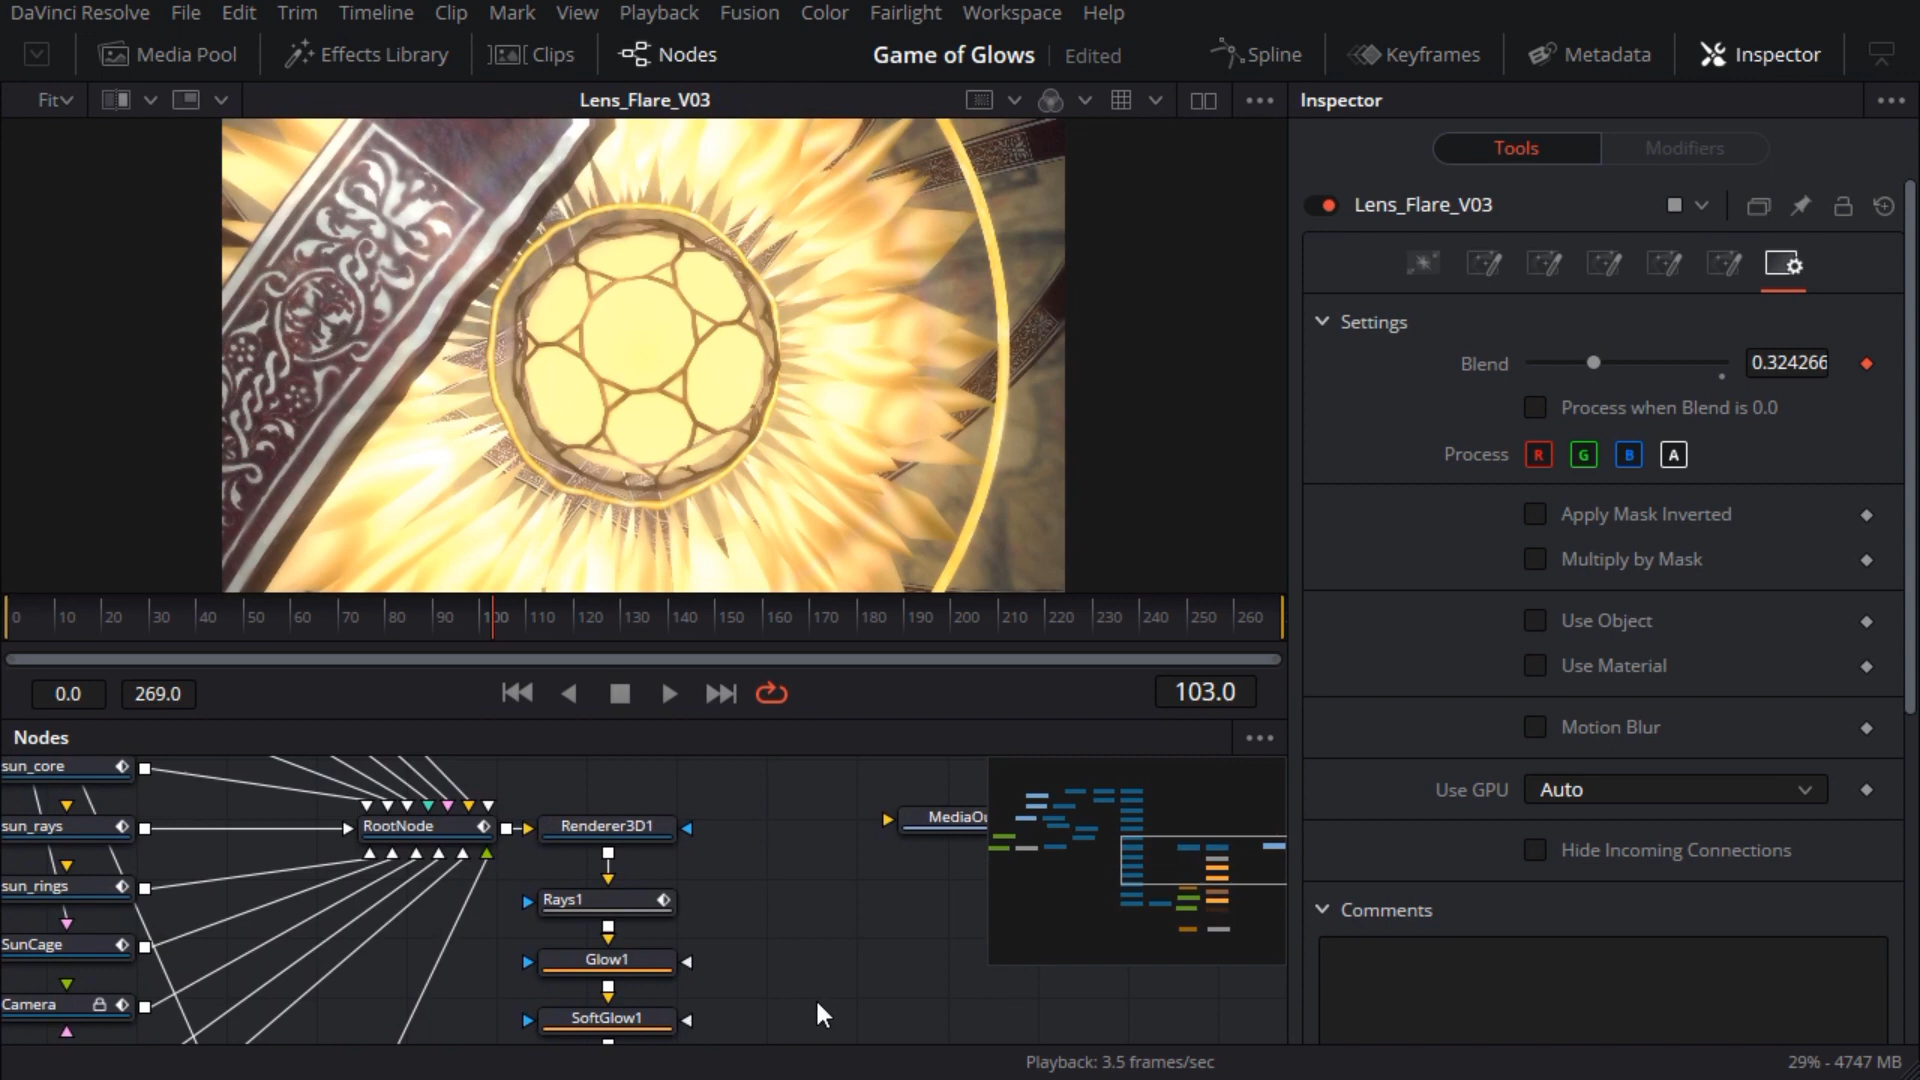 DaVinci Resolve File Edit Trim Timeline Clip Mark View Playback Fusion Color Fairlight Workspace Help
Media Pool Effects Library Clips Nodes Game of Glows Edited Spline Keyframes Metadata Inspector
Fit Lens_Flare_V03 Inspector
Tools Modifiers
Lens_Flare_V03
Settings
Blend 0.324266
Process when Blend is 0.0
Process R G B A
Apply Mask Inverted
Multiply by Mask
Use Object
Use Material
Motion Blur
Use GPU Auto
Hide Incoming Connections
Comments
0 10 20 30 40 50 60 70 80 90 100 110 120 130 140 150 160 170 180 190 200 210 220 230 240 250 260
0.0 269.0 103.0
Nodes
sun_core
sun_rays RootNode Renderer3D1 MediaOu
sun_rings Rays1
SunCage Glow1
Camera SoftGlow1
Playback: 3.5 frames/sec 29% - 4747 MB